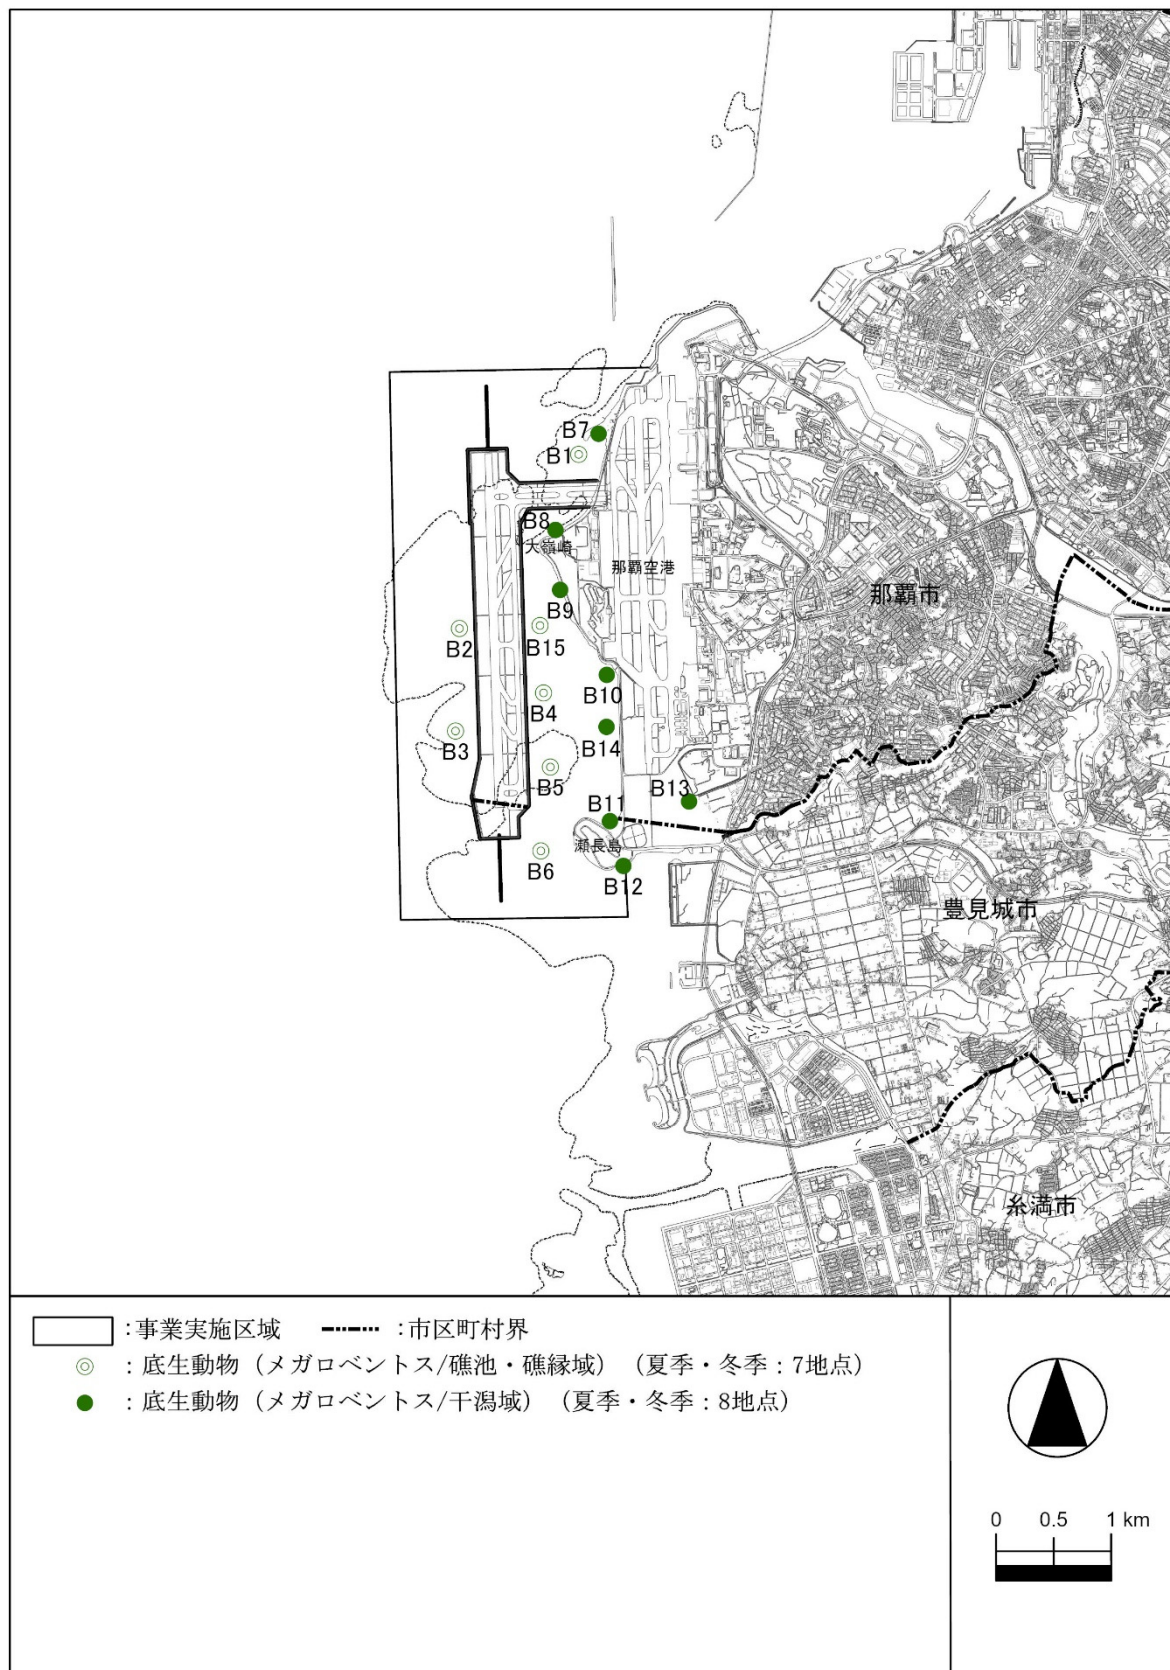 B7
B1
B8
大嶺崎
那覇空港
那覇市
B9
B2
B15
B10
B4
B3
B14
B5
B13
B11
瀬長島
B6
B12
豊見城市
糸満市
:事業実施区域 :市区町村界
:底生動物（メガロベントス/礁池・礁縁域）（夏季・冬季：7地点）
:底生動物（メガロベントス/干潟域）（夏季・冬季：8地点）
0 0.5 1 km